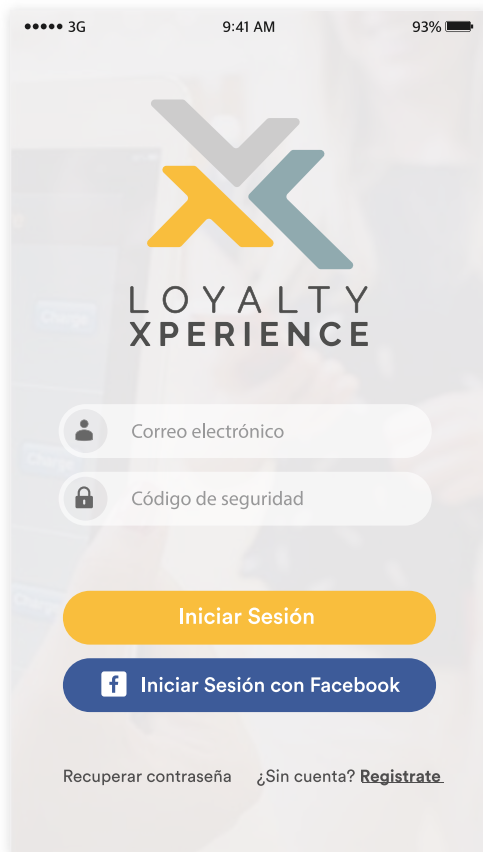 3G 9:41 AM 93%
LOYALTY
XPERIENCE
Correo electrónico
Código de seguridad
Iniciar Sesión
f Iniciar Sesión con Facebook
Recuperar contraseña ¿Sin cuenta? Registrate